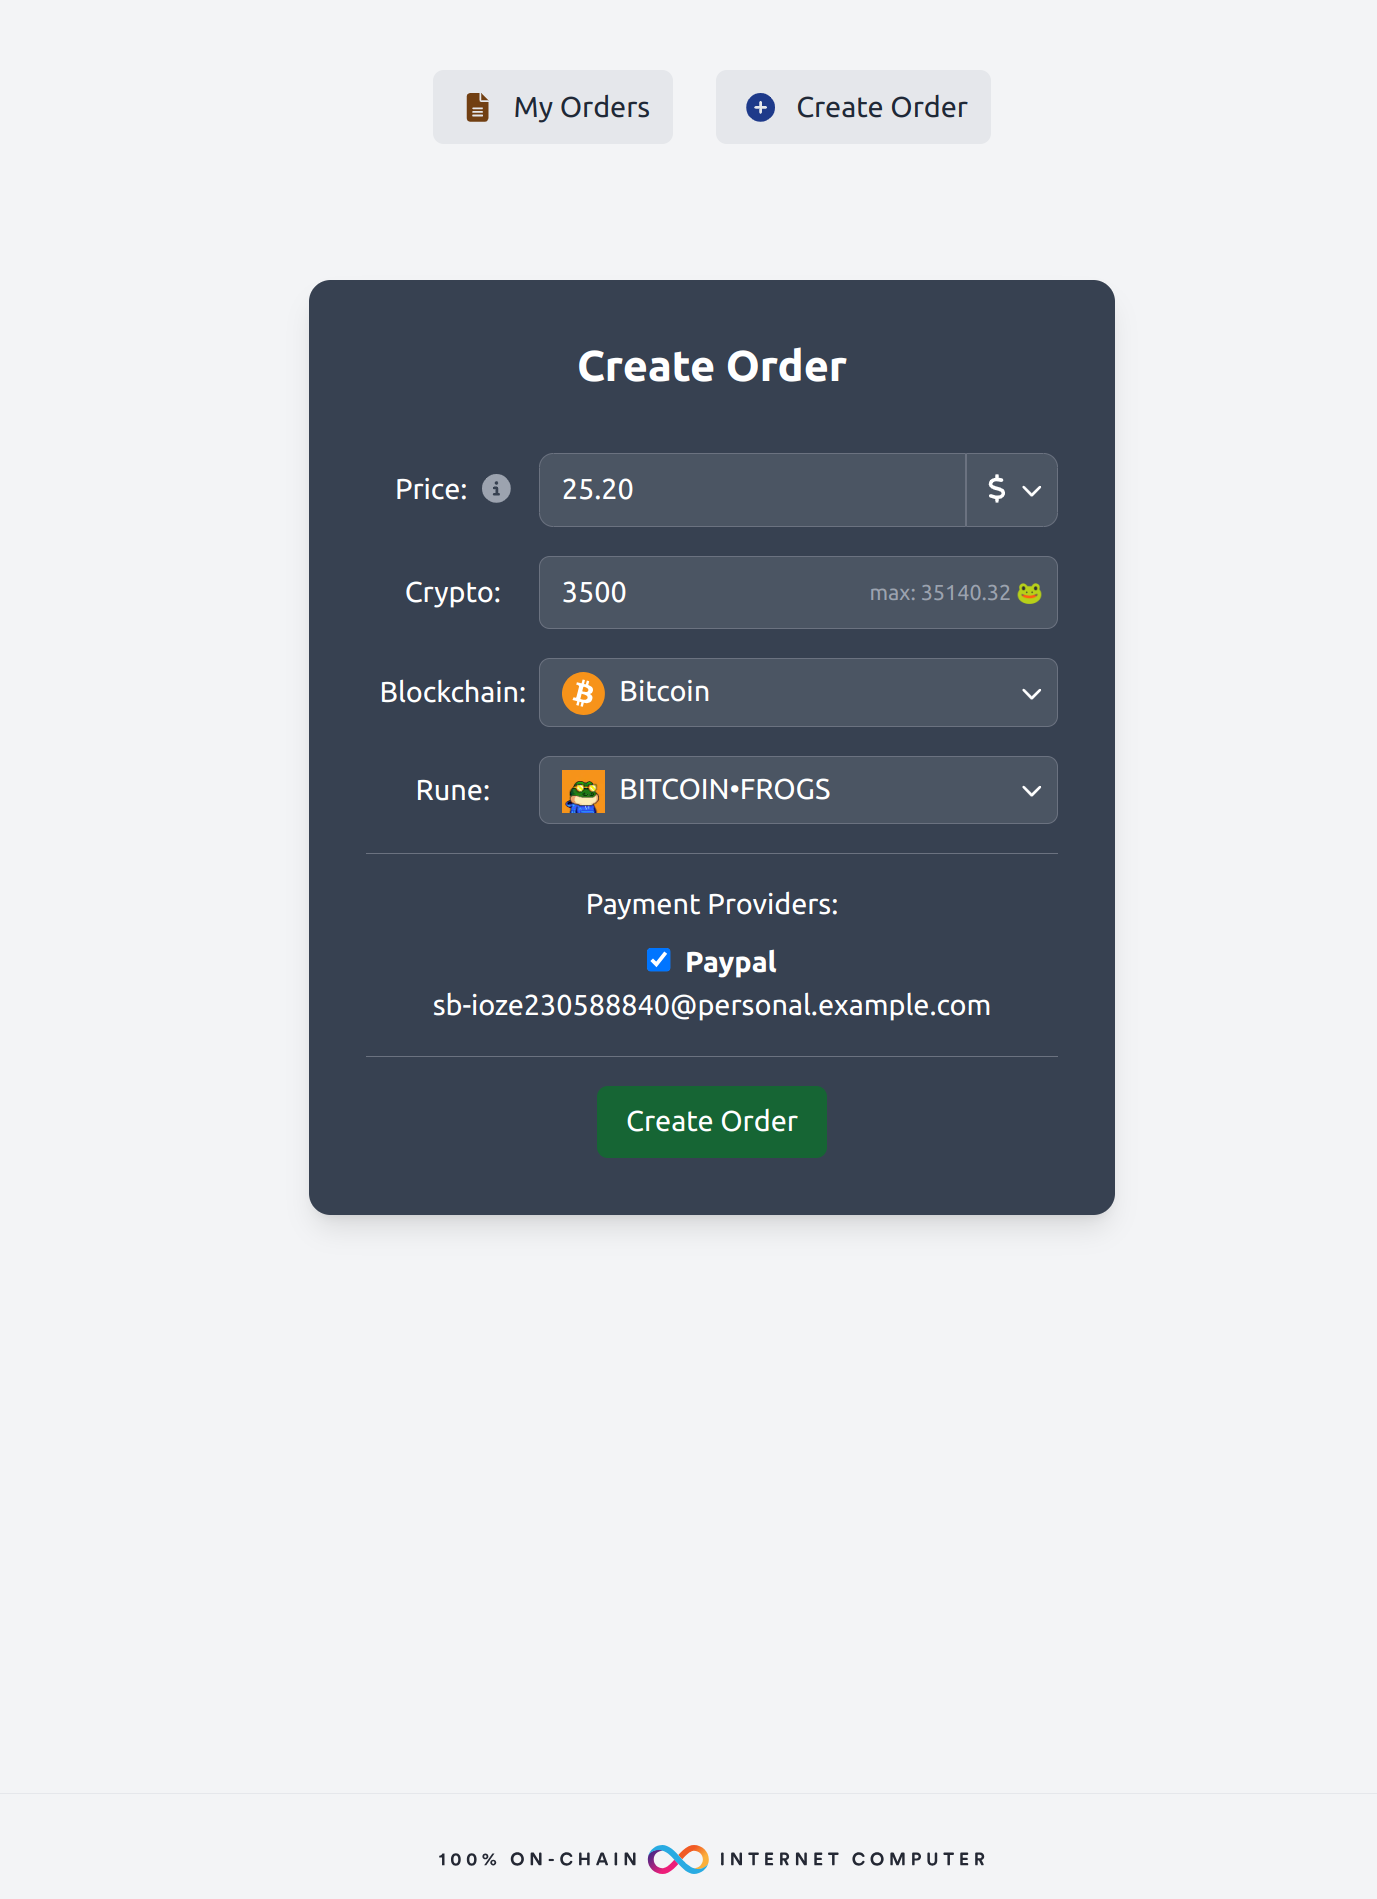 My Orders
Create Order
Create Order
Price:
25.20
$
Crypto:
3500
max: 35140.32 🐸
Blockchain:
Bitcoin
Rune:
BITCOIN•FROGS
Payment Providers:
Paypal
sb-ioze230588840@personal.example.com
Create Order
100% ON-CHAIN INTERNET COMPUTER